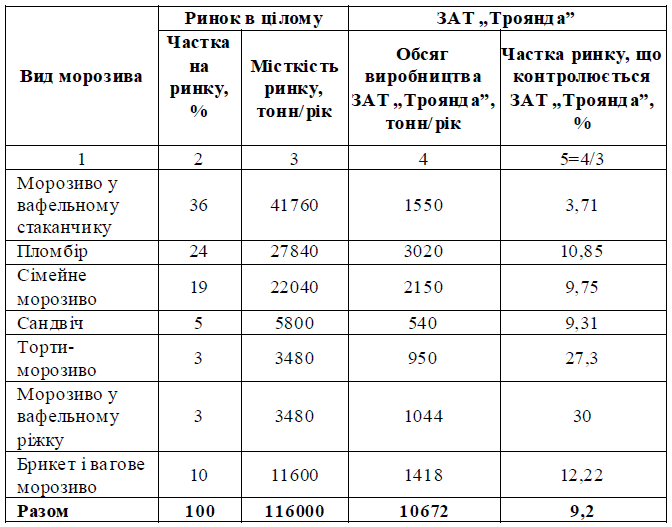 Вид морозива
Ринок в цілому
ЗАТ „Троянда”
Частка
на
ринку,
%
Місткість
ринку,
тонн/рік
Обсяг
виробництва
ЗАТ „Троянда”,
тонн/рік
Частка ринку, що
контролюється
ЗАТ „Троянда”,
%
1 2 3 4 5=4/3
Морозиво у
вафельному
стаканчику
36 41760 1550 3,71
Пломбір 24 27840 3020 10,85
Сімейне
морозиво
19 22040 2150 9,75
Сандвіч 5 5800 540 9,31
Торти-
морозиво
3 3480 950 27,3
Морозиво у
вафельному
ріжку
3 3480 1044 30
Брикет і вагове
морозиво
10 11600 1418 12,22
Разом 100 116000 10672 9,2